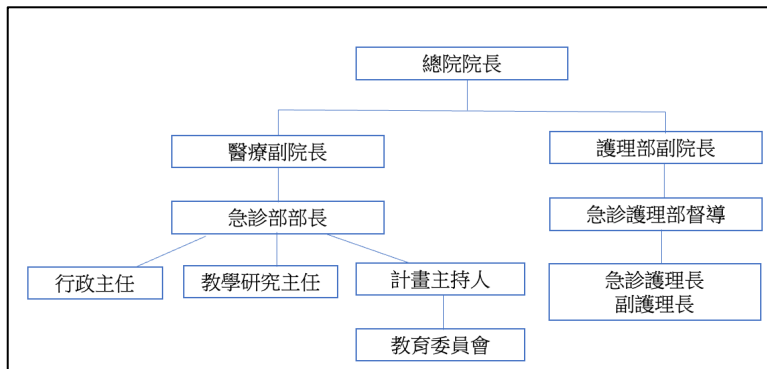 總院院長
醫療副院長
護理部副院長
急診部部長
急診護理部督導
行政主任
教學研究主任
計畫主持人
急診護理長
副護理長
教育委員會